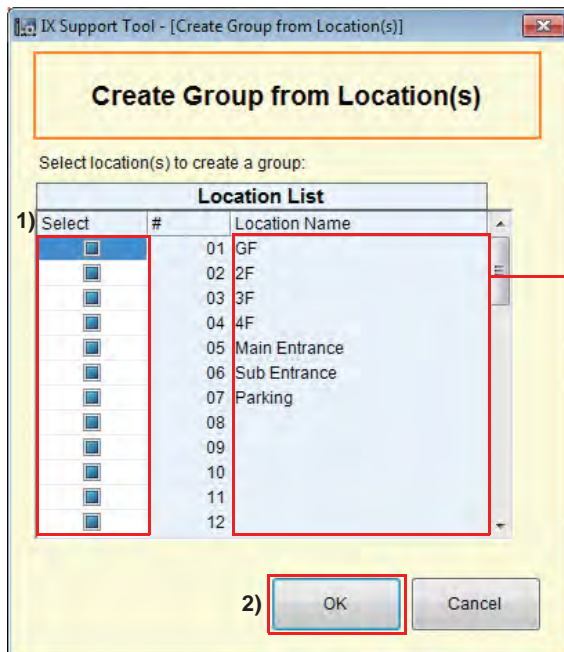 IX Support Tool - [Create Group from Location(s)]
Create Group from Location(s)
Select location(s) to create a group:
Location List
1) Select # Location Name
01 GF
02 2F
03 3F
04 4F
05 Main Entrance
06 Sub Entrance
07 Parking
08
09
10
11
12
2) OK Cancel